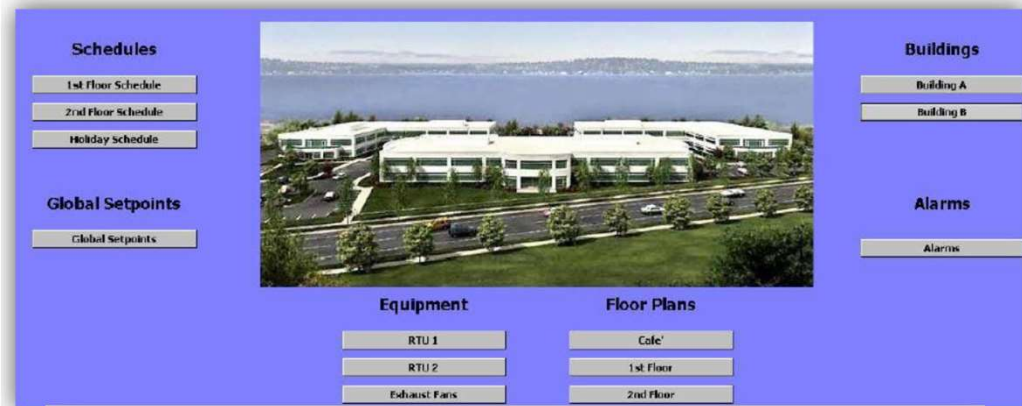 Schedules
1st Floor Schedule
2nd Floor Schedule
Holiday Schedule
Global Setpoints
Global Setpoints
Buildings
Building A
Building B
Alarms
Alarms
Equipment
RTU 1
RTU 2
Exhaust Fans
Floor Plans
Cafe'
1st Floor
2nd Floor